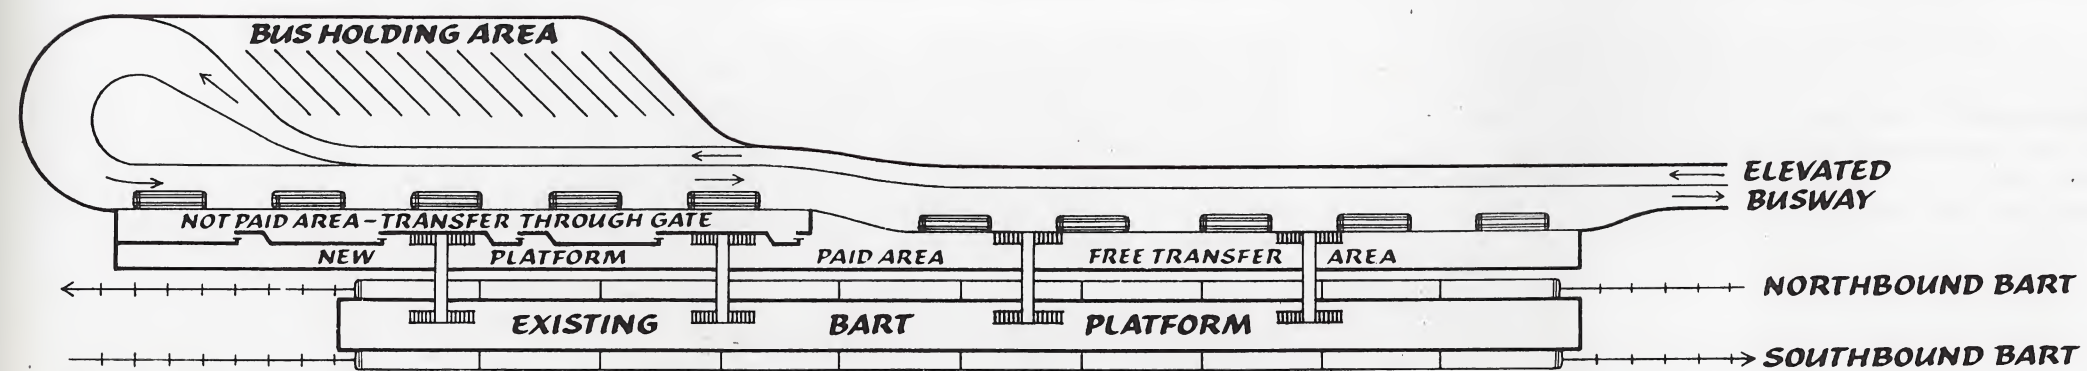 BUS HOLDING AREA
ELEVATED
BUSWAY
NOT PAID AREA - TRANSFER THROUGH GATE
NEW PLATFORM PAID AREA FREE TRANSFER AREA
NORTHBOUND BART
EXISTING BART PLATFORM
SOUTHBOUND BART